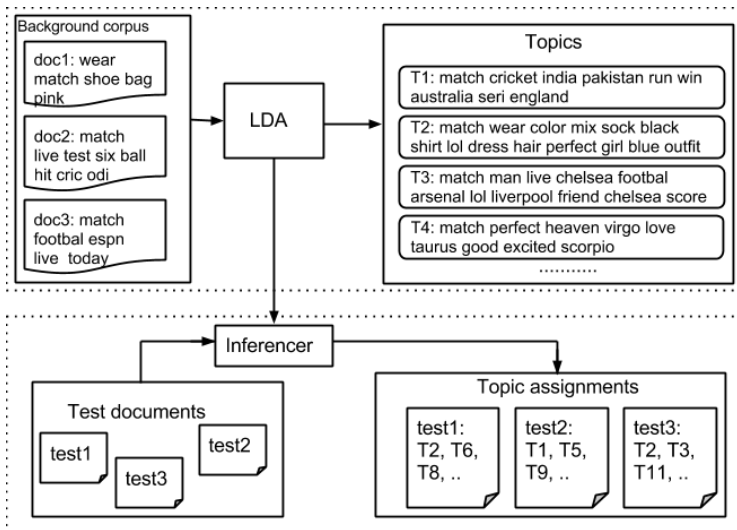 Background corpus
doc1: wear
match shoe bag
pink
doc2: match
live test six ball
hit cric odi
doc3: match
footbal espn
live today
LDA
Topics
T1: match cricket india pakistan run win
australia seri england
T2: match wear color mix sock black
shirt lol dress hair perfect girl blue outfit
T3: match man live chelsea footbal
arsenal lol liverpool friend chelsea score
T4: match perfect heaven virgo love
taurus good excited scorpio
...........
Inferencer
Test documents
test1
test3
test2
Topic assignments
test1:
T2, T6,
T8, ..
test2:
T1, T5,
T9, ..
test3:
T2, T3,
T11, ..